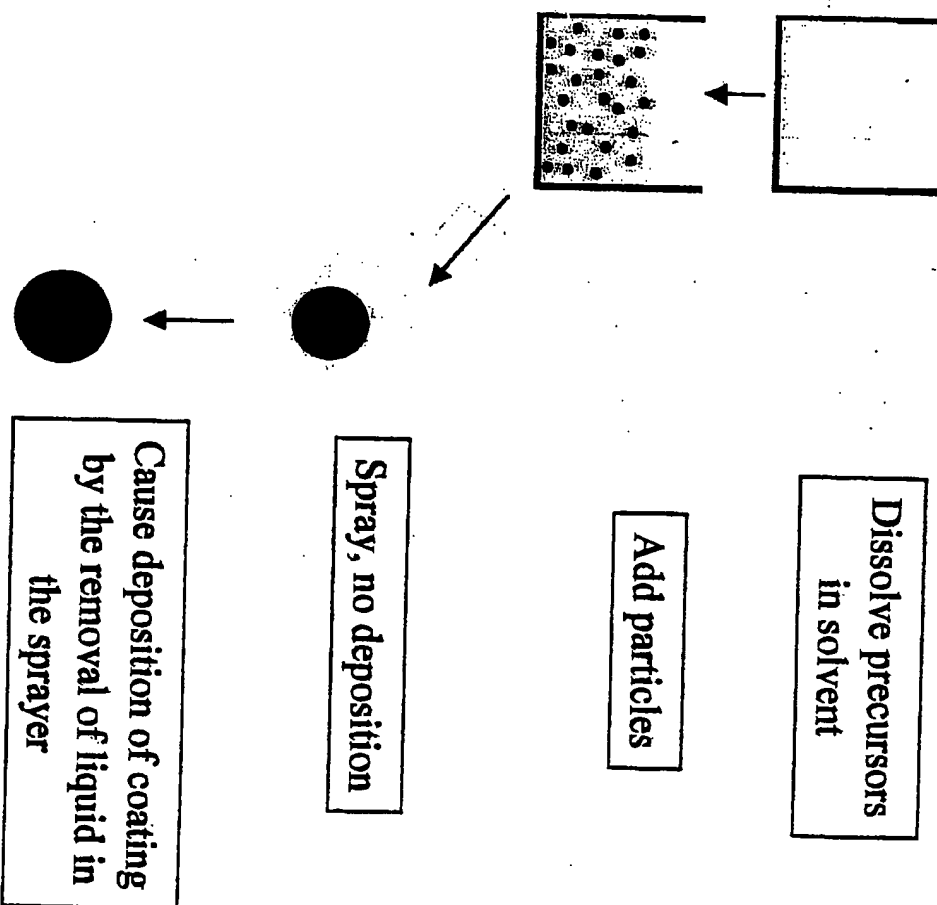 Dissolve precursors
in solvent
Add particles
Spray, no deposition
Cause deposition of coating
by the removal of liquid in
the sprayer